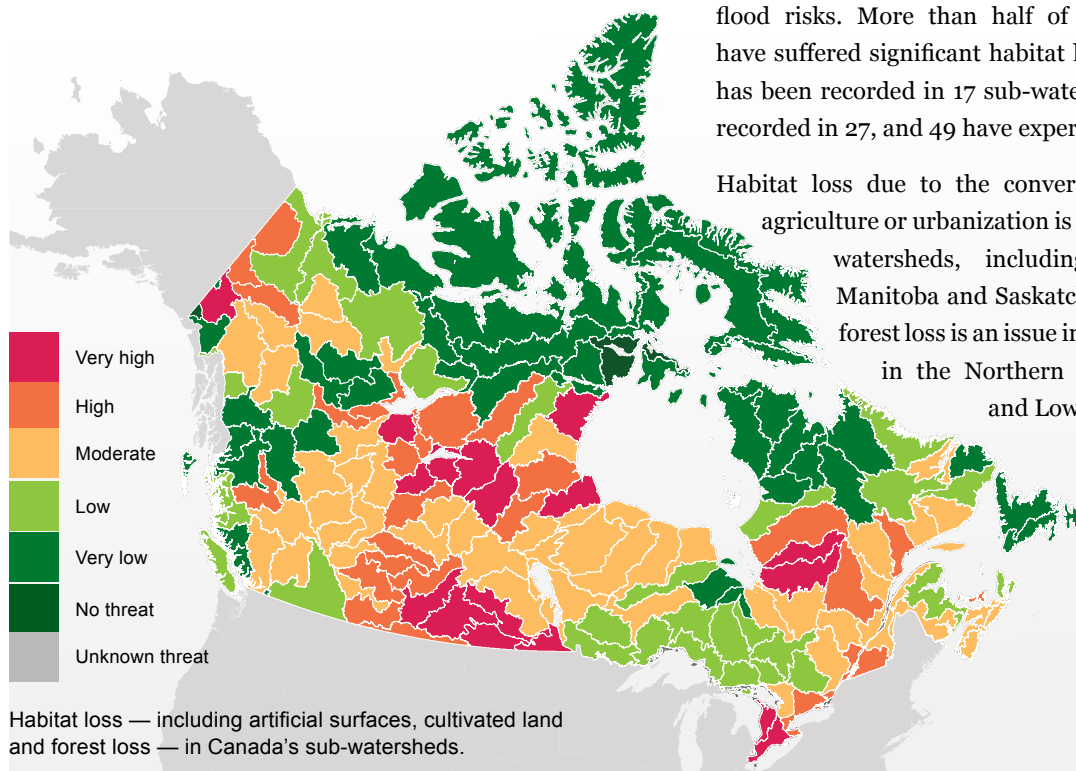 flood risks. More than half of
have suffered significant habitat
has been recorded in 17 sub-wate
recorded in 27, and 49 have exper
Habitat loss due to the conver
agriculture or urbanization is
watersheds, including
Manitoba and Saskatc
forest loss is an issue in
in the Northern
and Low
Very high
High
Moderate
Low
Very low
No threat
Unknown threat
Habitat loss — including artificial surfaces, cultivated land
and forest loss — in Canada's sub-watersheds.